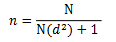 n = N / N(d²) + 1